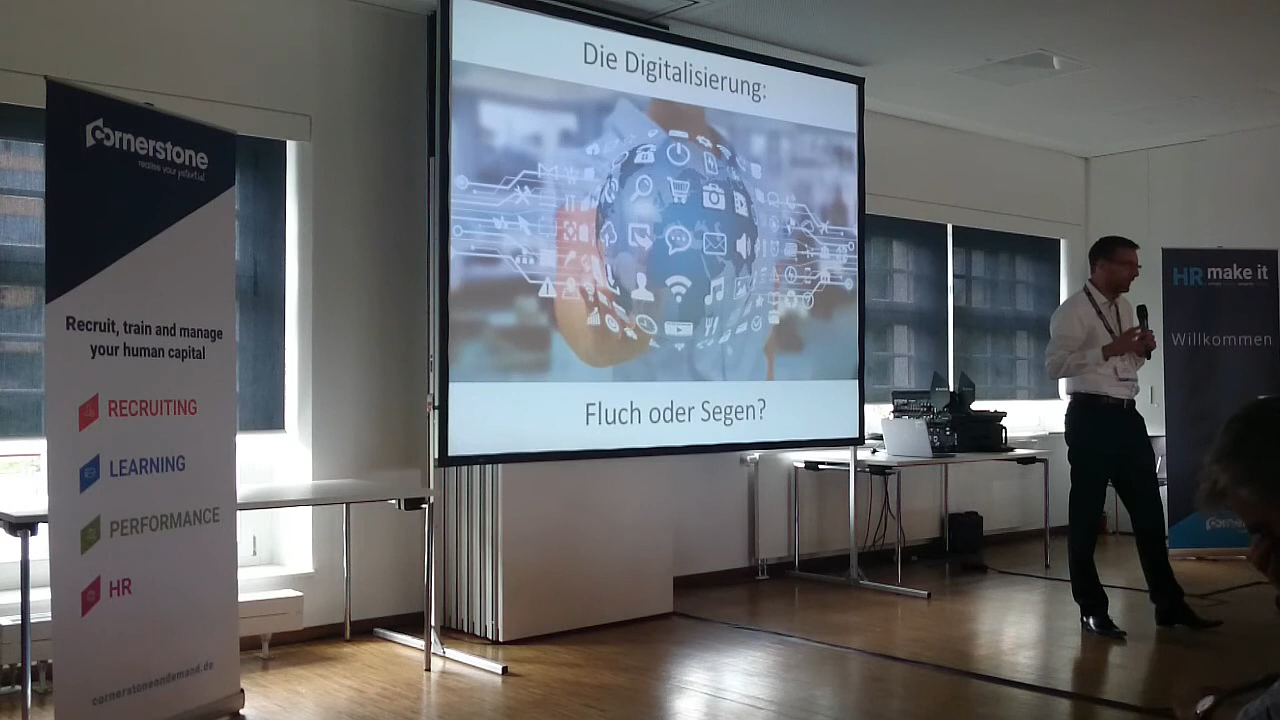 Cornerstone
realize your potential
Recruit, train and manage
your human capital
RECRUITING
LEARNING
PERFORMANCE
HR
cornerstoneondemand.de
Die Digitalisierung:
Fluch oder Segen?
HR make it
Willkommen